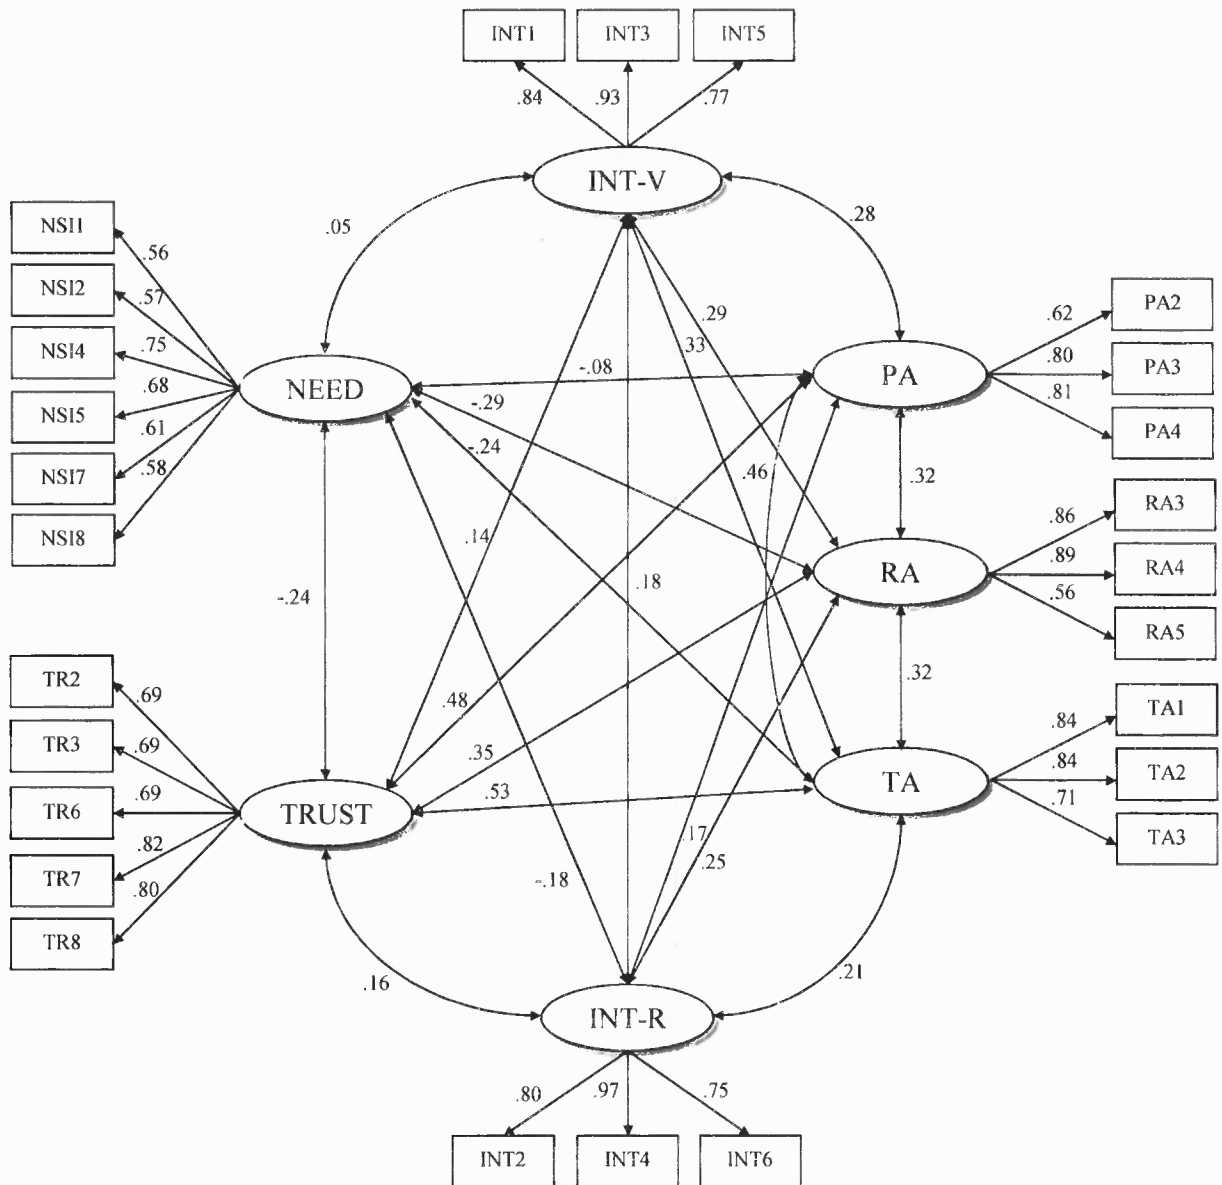 INT1 INT3 INT5
.84 .93 .77
INT-V
.05 .28
NSI1
NSI2
NSI4
NSI5
NSI7
NSI8
.56
.57
.75
.68
.61
.58
NEED
-.08
-.29
-.24
.29
.33
.46
PA
.62
.80
.81
PA2
PA3
PA4
.32
RA
.86
.89
.56
RA3
RA4
RA5
.14
.18
-.24
.32
TR2
TR3
TR6
TR7
TR8
.69
.69
.69
.82
.80
TRUST
.48
.35
.53
TA
.84
.84
.71
TA1
TA2
TA3
.17
.25
-.18
.16 .21
INT-R
.80 .97 .75
INT2 INT4 INT6